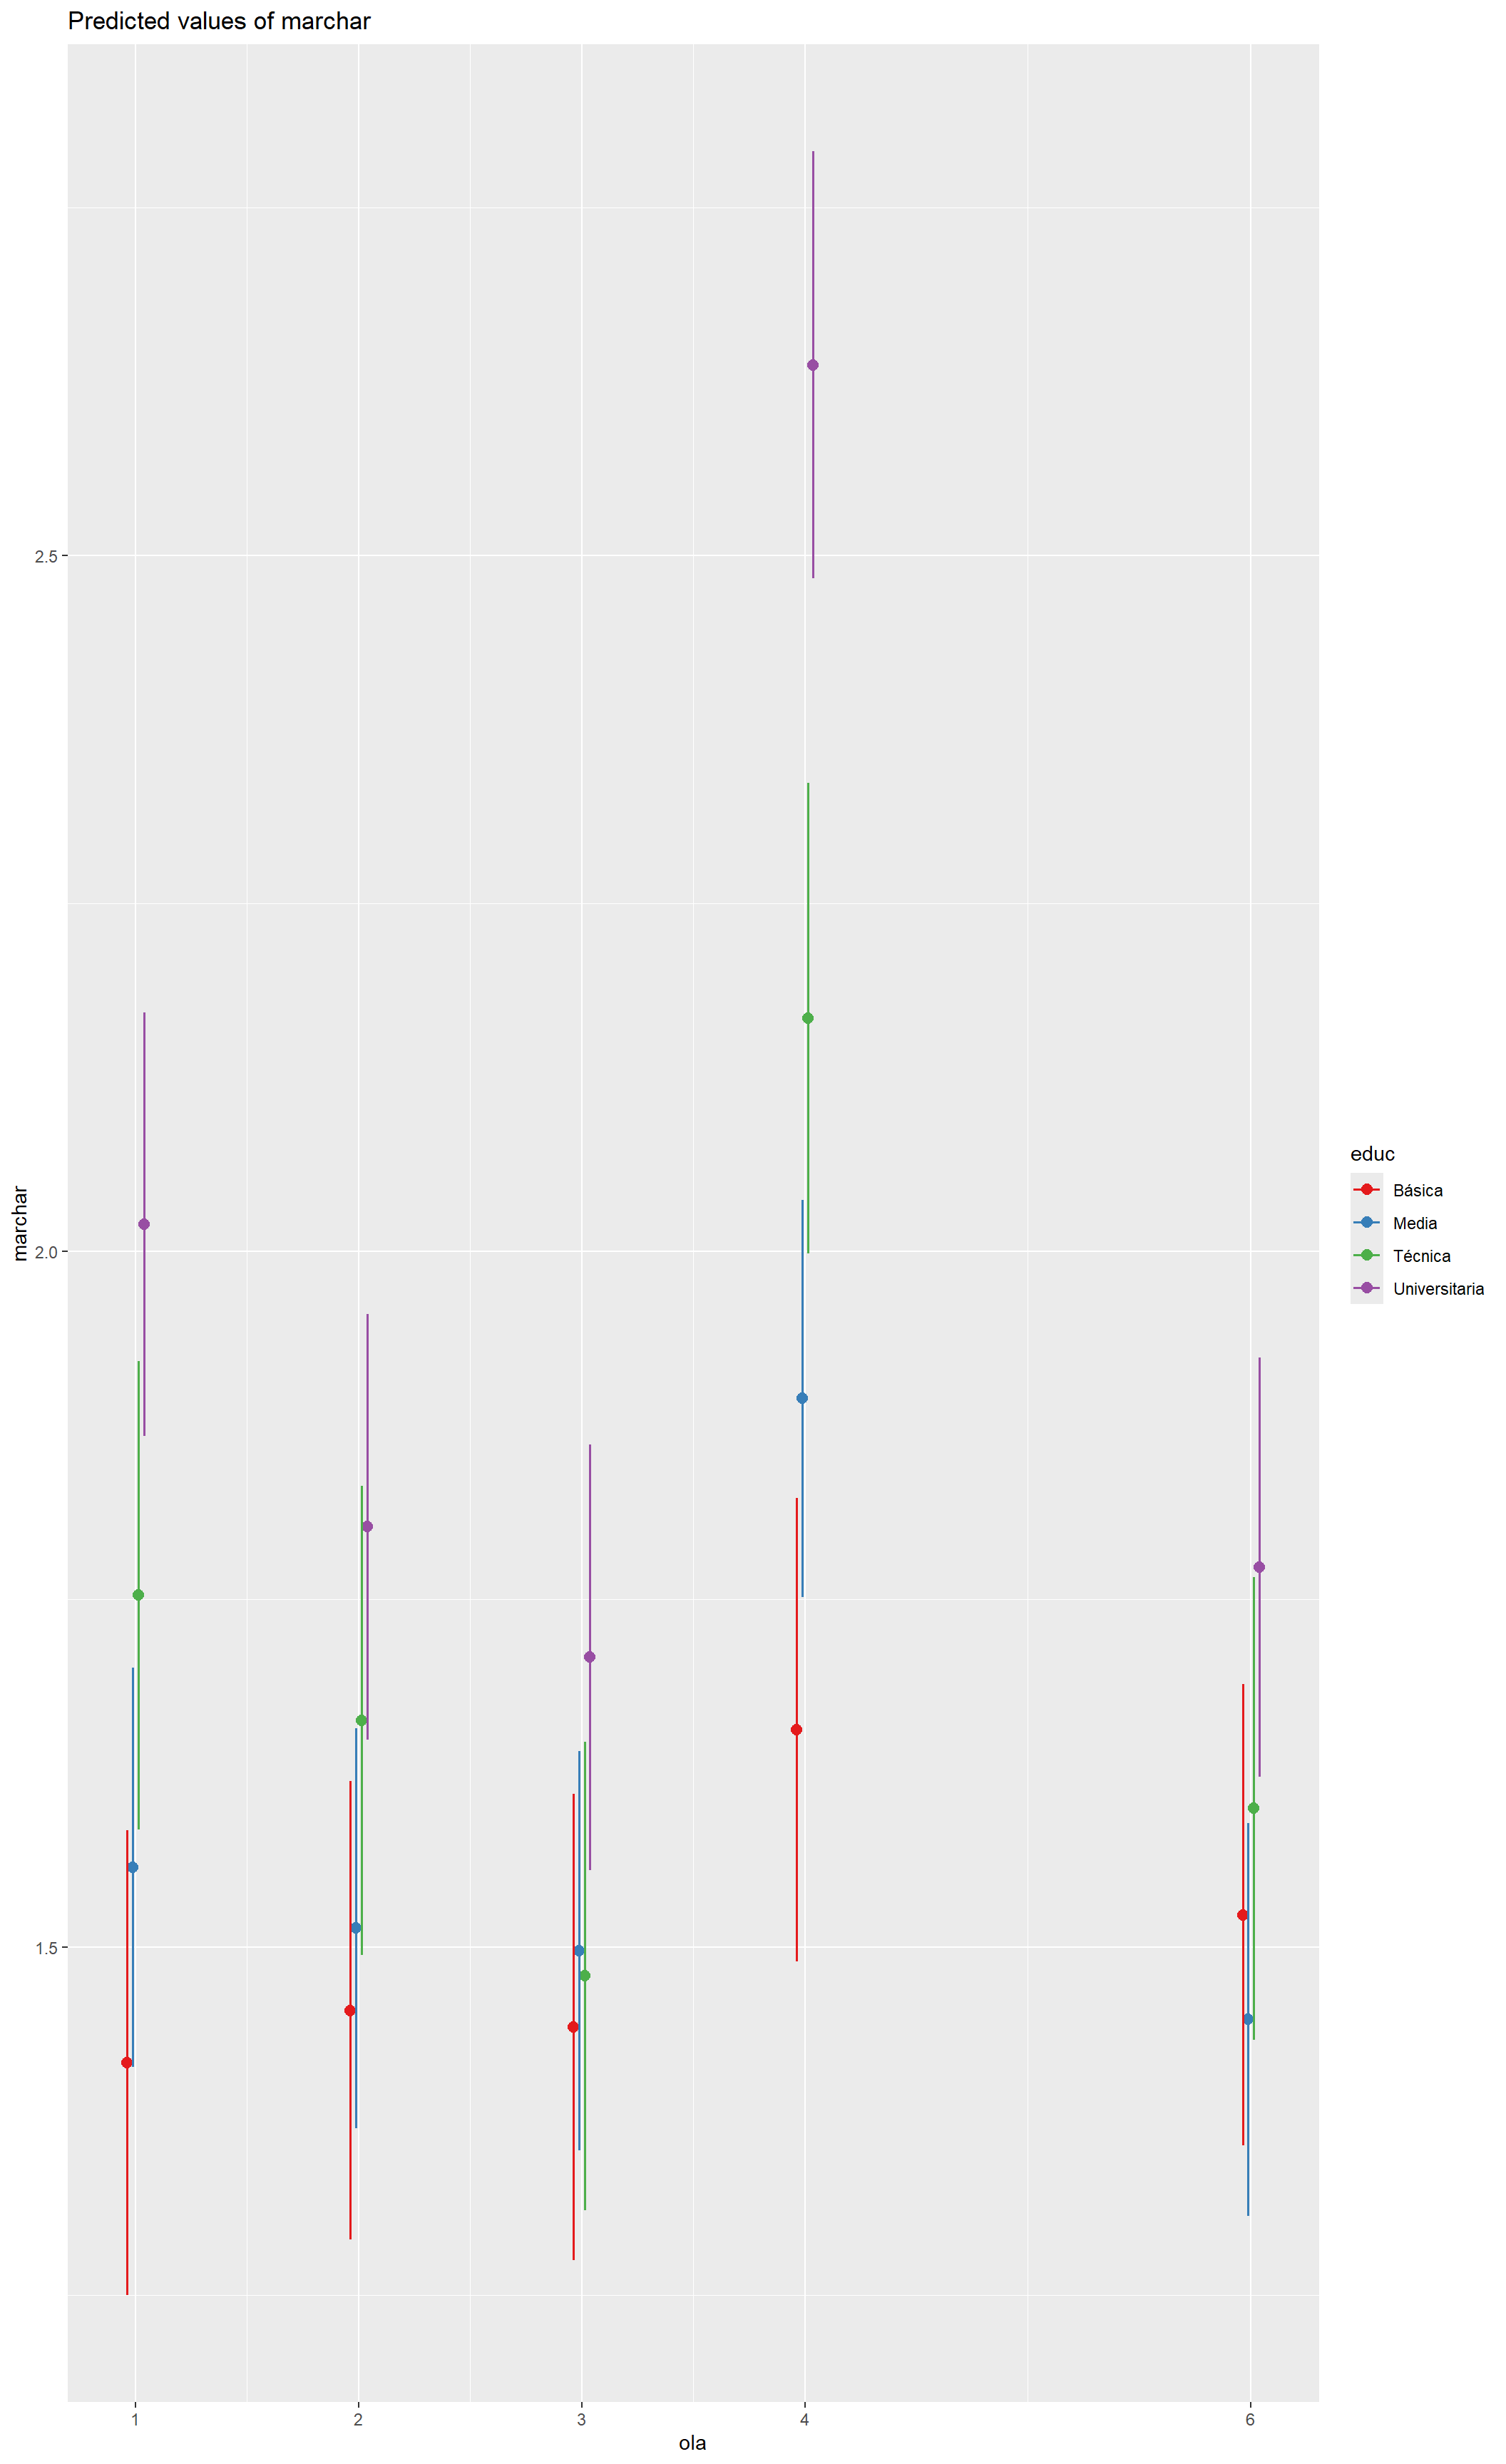 Predicted values of marchar
marchar
2.5
2.0
1.5
1
2
3
4
6
ola
educ
Básica
Media
Técnica
Universitaria